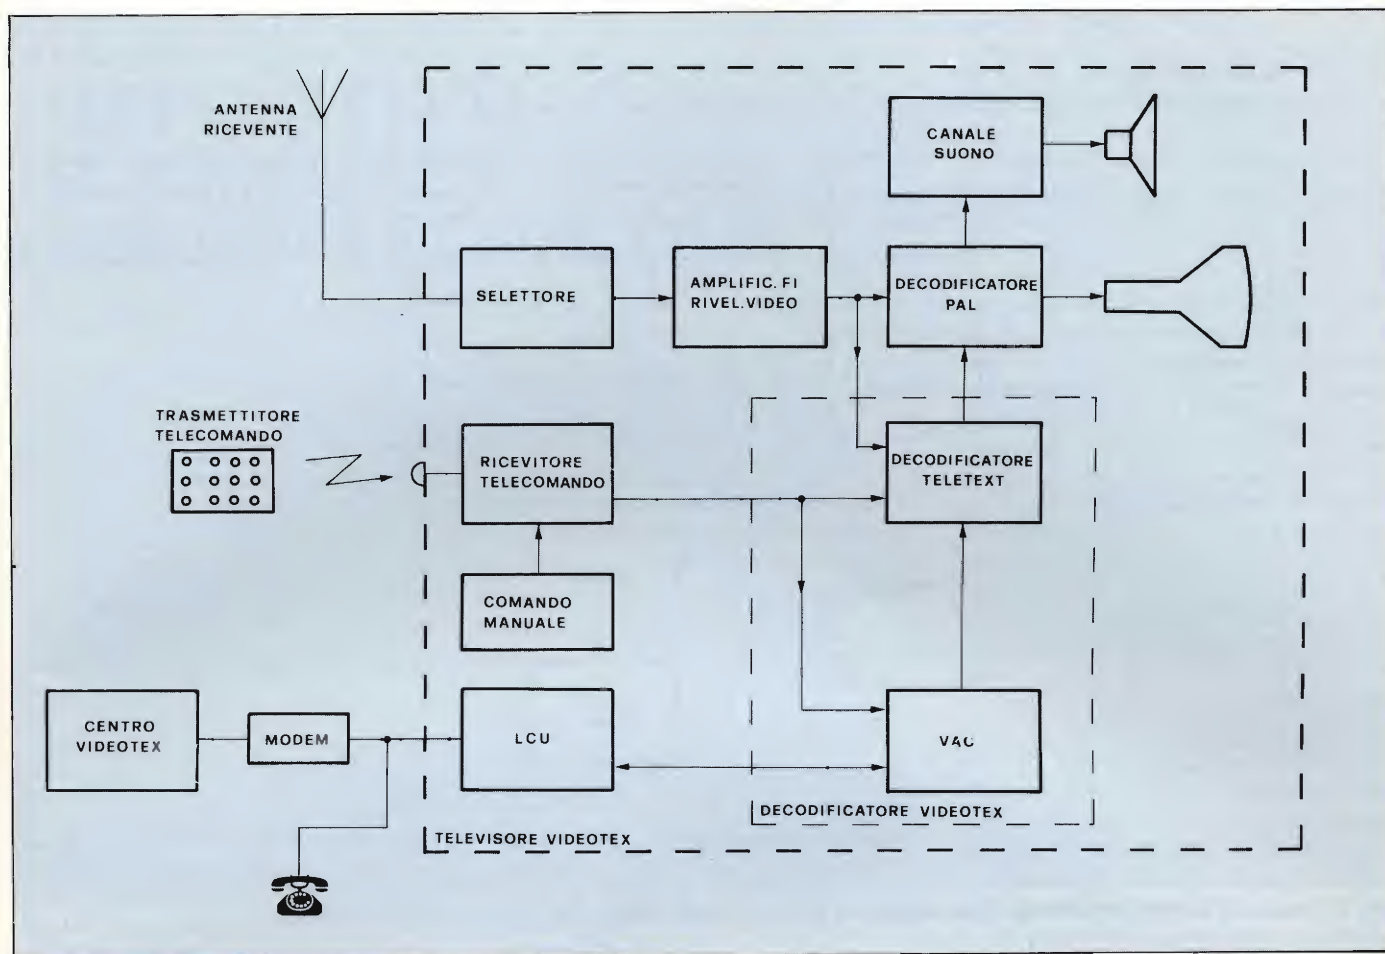 ANTENNA
RICEVENTE
CANALE
SUONO
SELETTORE
AMPLIFIC. FI
RIVEL. VIDEO
DECODIFICATORE
PAL
TRASMETTITORE
TELECOMANDO
RICEVITORE
TELECOMANDO
DECODIFICATORE
TELETEXT
COMANDO
MANUALE
CENTRO
VIDEOTEX
MODEM
LCU
VAC
DECODIFICATORE VIDEOTEX
TELEVISORE VIDEOTEX